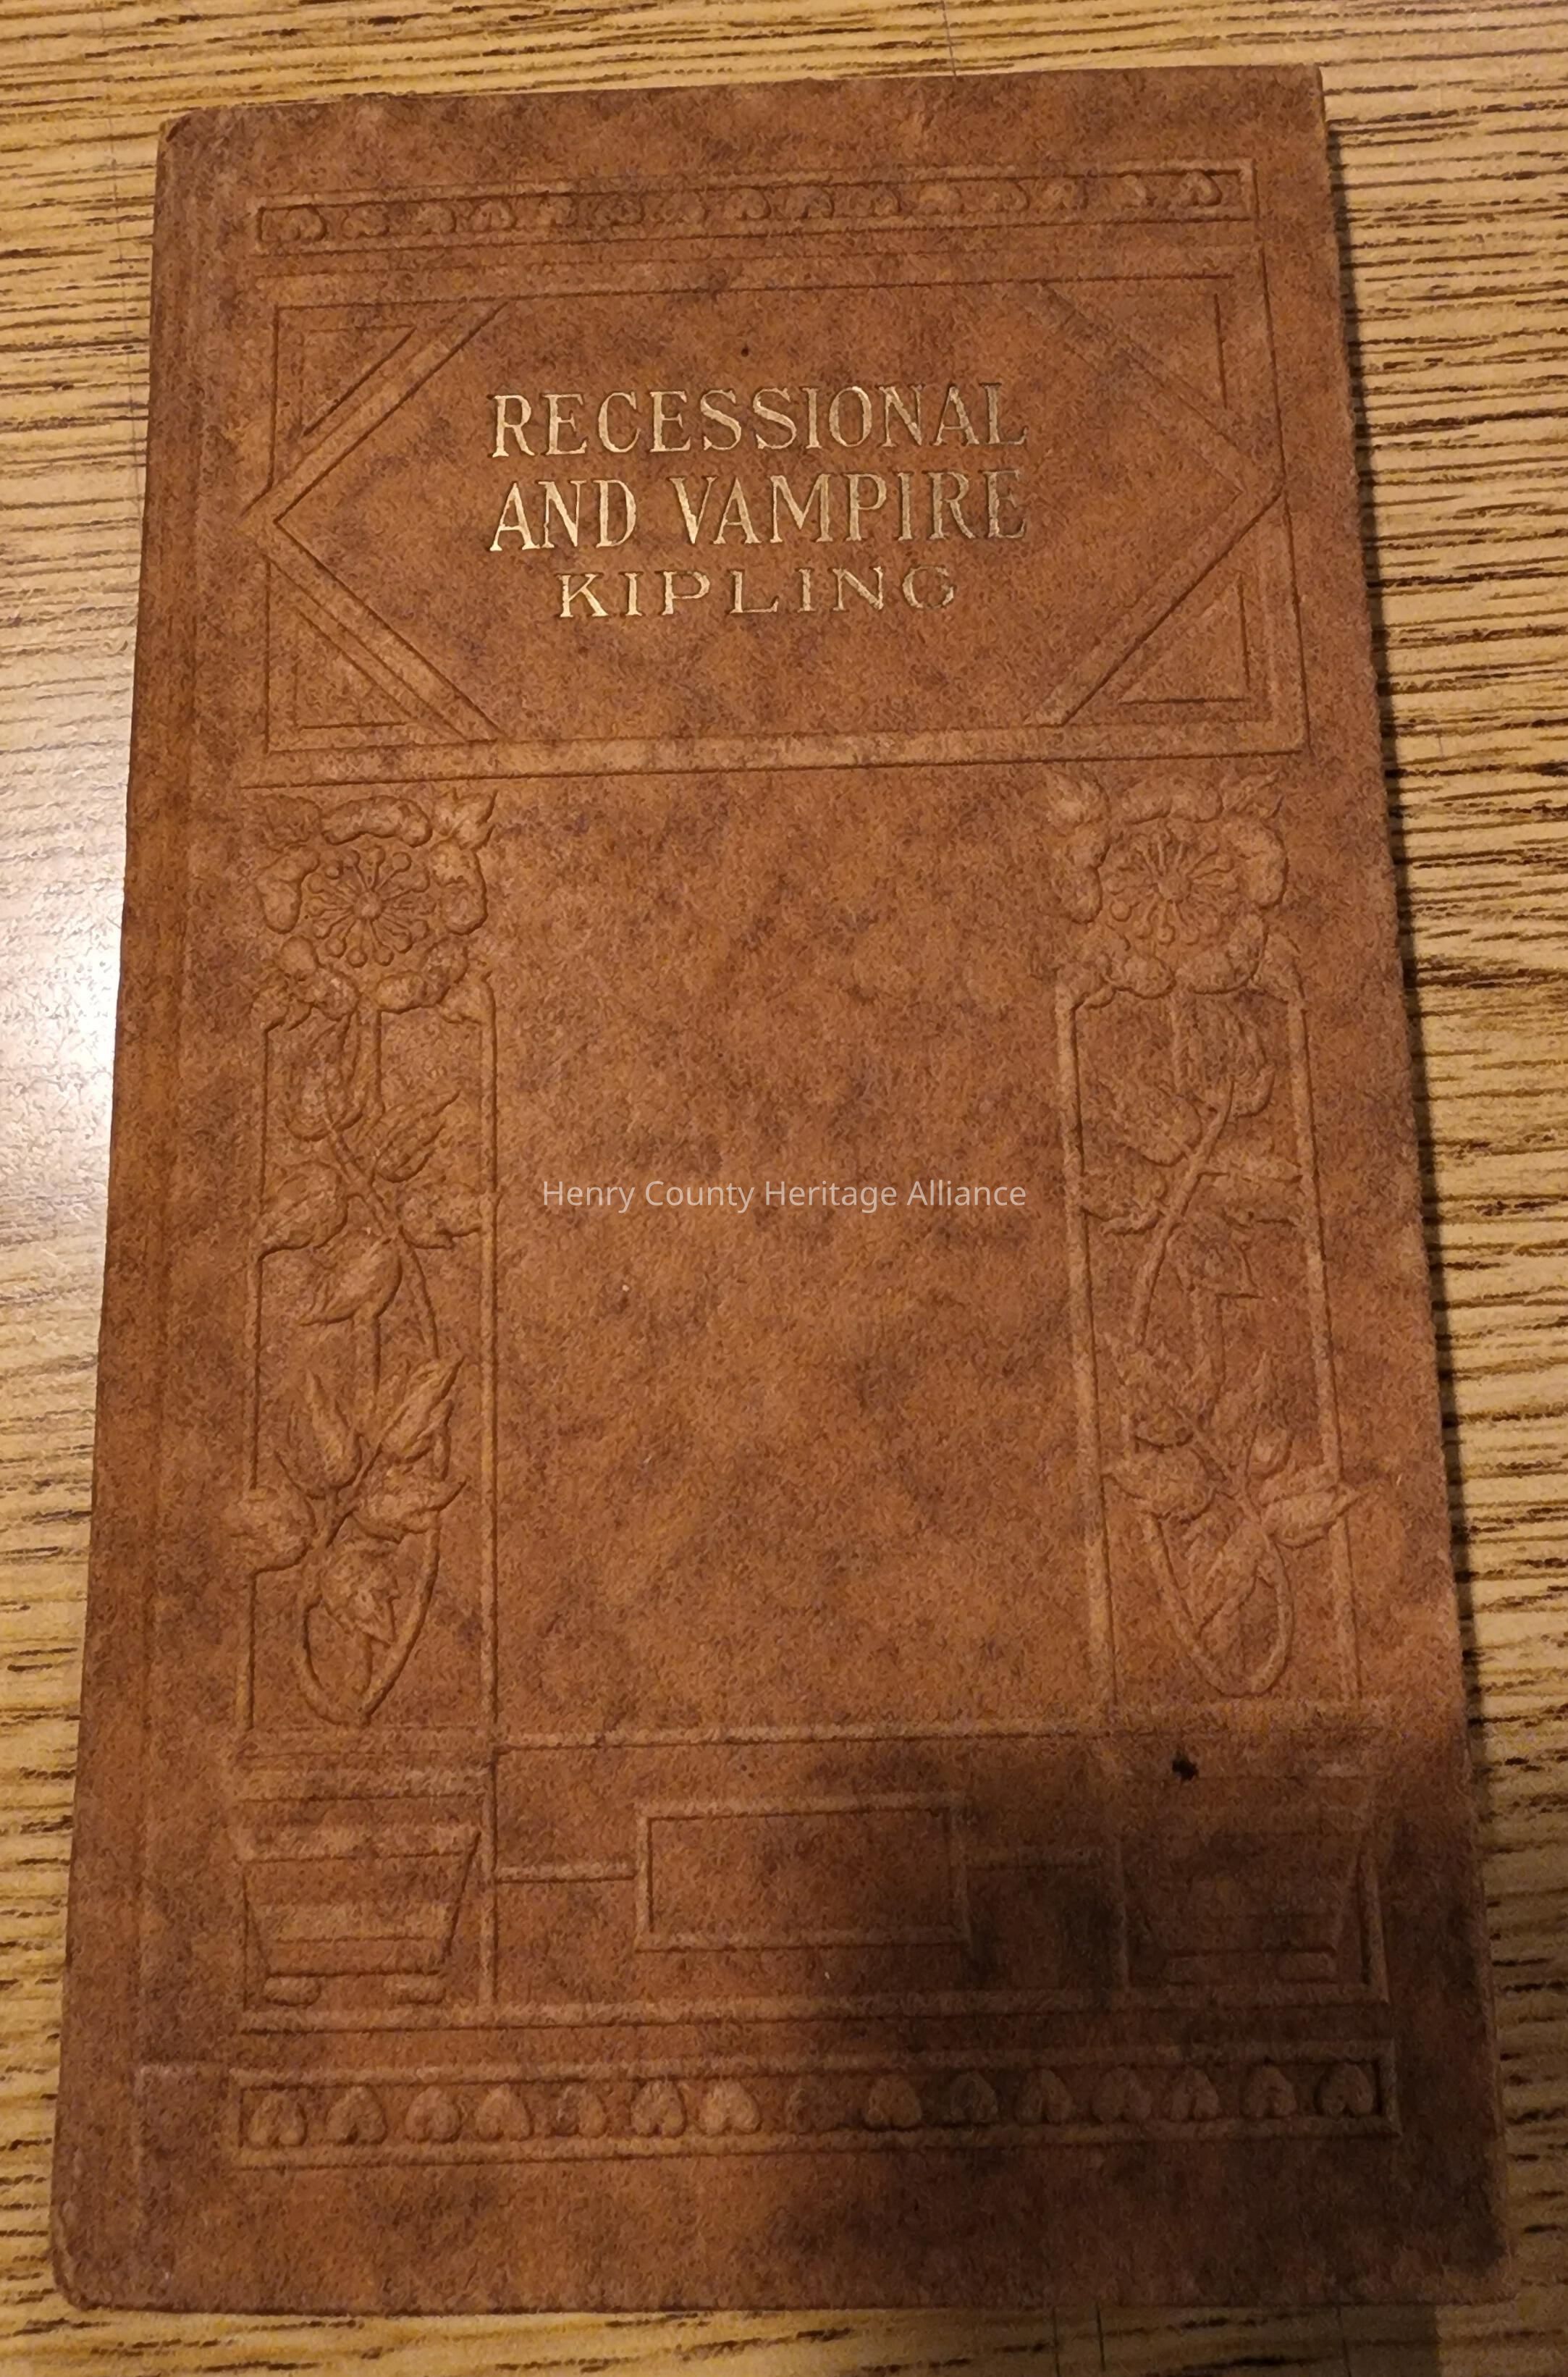 RECESSIONAL
AND VAMPIRE
KIPLING
Henry County Heritage Alliance